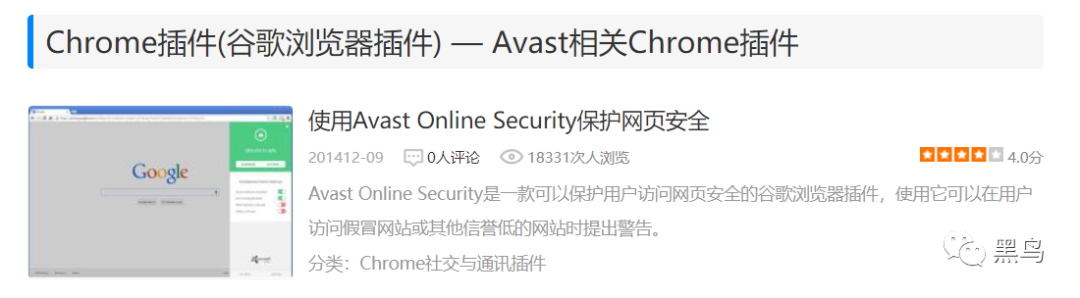 Chrome插件(谷歌浏览器插件) — Avast相关Chrome插件
使用Avast Online Security保护网页安全
201412-09 0人评论 18331次人浏览 4.0分
Avast Online Security是一款可以保护用户访问网页安全的谷歌浏览器插件，使用它可以在用户
访问假冒网站或其他信誉低的网站时提出警告。
分类：Chrome社交与通讯插件
Google
黑鸟